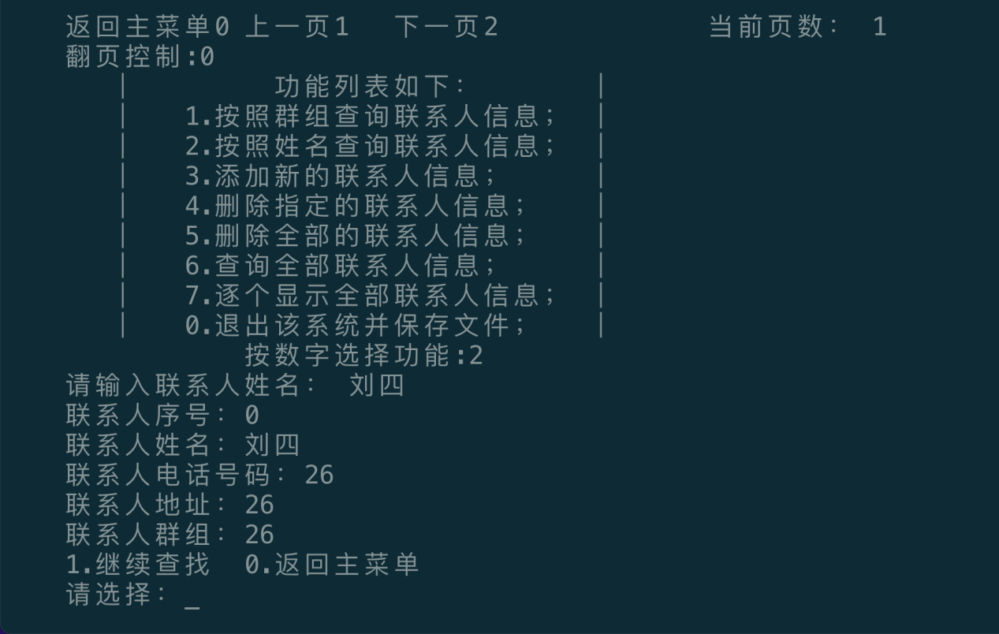 返回主菜单0 上一页1   下一页2              当前页数： 1
翻页控制:0
|          功能列表如下：         |
|    1.按照群组查询联系人信息；  |
|    2.按照姓名查询联系人信息；  |
|    3.添加新的联系人信息；      |
|    4.删除指定的联系人信息；    |
|    5.删除全部的联系人信息；    |
|    6.查询全部联系人信息；      |
|    7.逐个显示全部联系人信息；  |
|    0.退出该系统并保存文件；    |
按数字选择功能:2
请输入联系人姓名： 刘四
联系人序号：0
联系人姓名：刘四
联系人电话号码：26
联系人地址：26
联系人群组：26
1.继续查找  0.返回主菜单
请选择：_